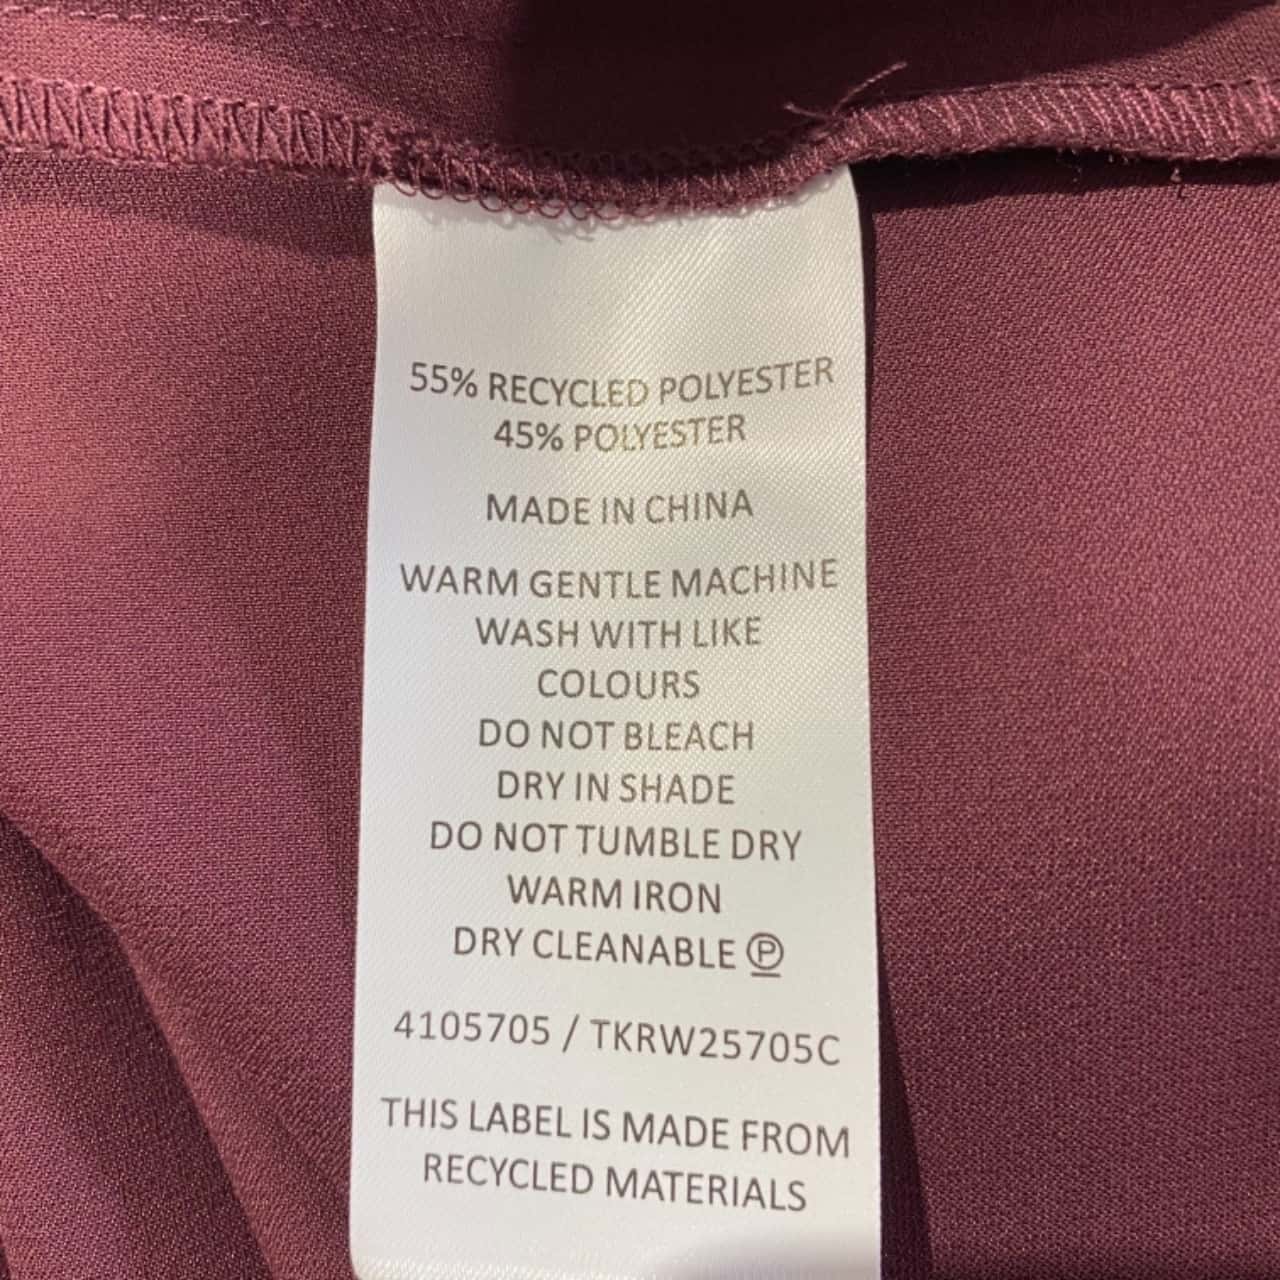 55% RECYCLED POLYESTER
45% POLYESTER
MADE IN CHINA
WARM GENTLE MACHINE
WASH WITH LIKE
COLOURS
DO NOT BLEACH
DRY IN SHADE
DO NOT TUMBLE DRY
WARM IRON
DRY CLEANABLE Ⓟ
4105705 / TKRW25705C
THIS LABEL IS MADE FROM
RECYCLED MATERIALS